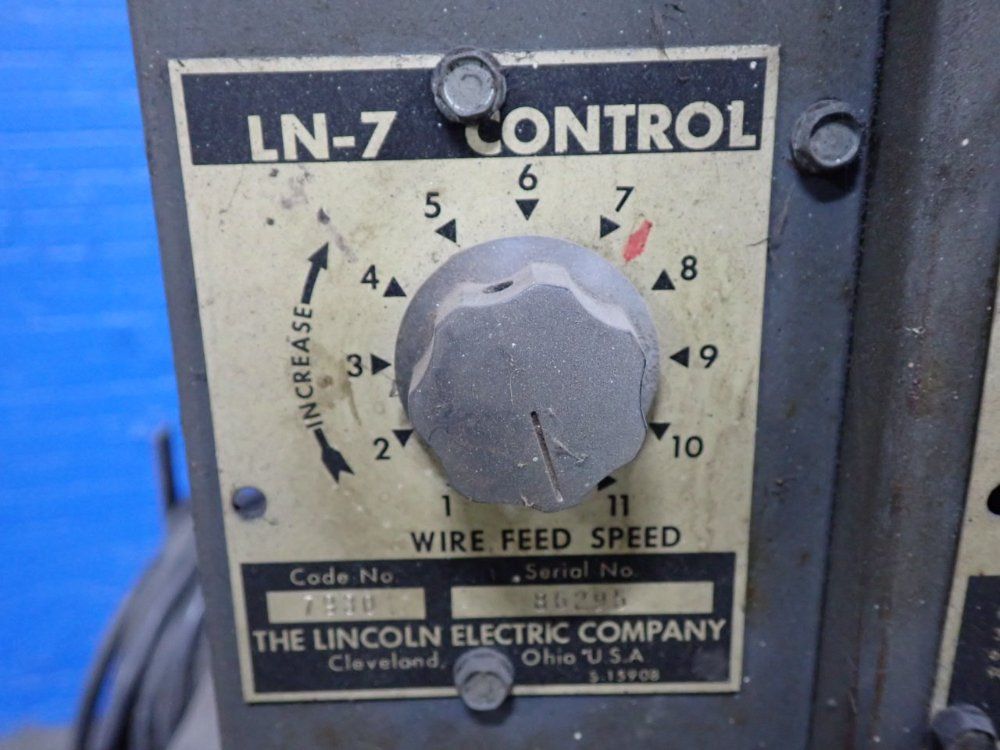 LN-7 CONTROL
6
5 7
4 8
INCREASE
3 9
2 10
1 11
WIRE FEED SPEED
Code No. Serial No.
7930 86295
THE LINCOLN ELECTRIC COMPANY
Cleveland, Ohio U.S.A
S-15908